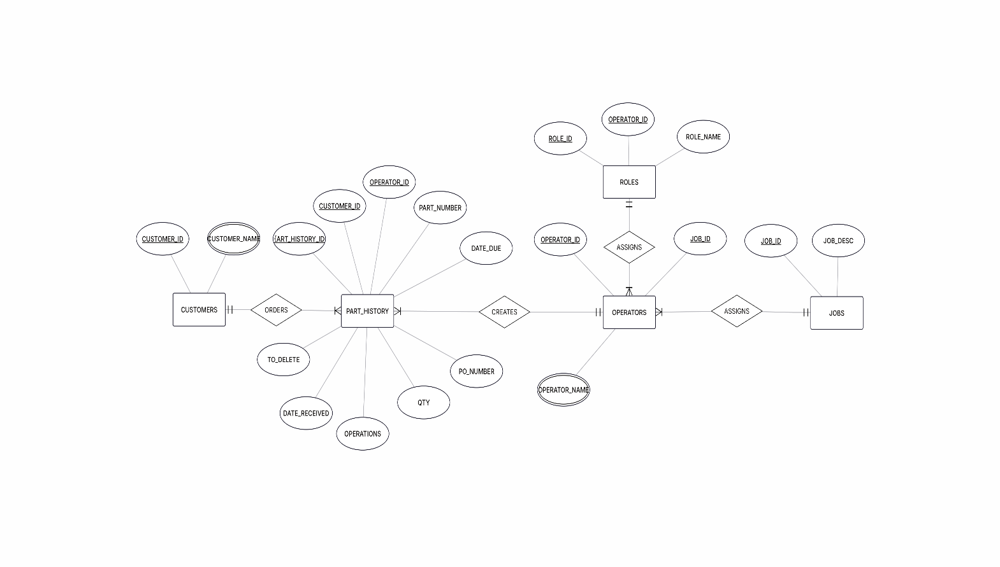 OPERATOR_ID
ROLE_ID
ROLE_NAME
ROLES
OPERATOR_ID
CUSTOMER_ID
PART_NUMBER
CUSTOMER_ID
CUSTOMER_NAME
ART_HISTORY_ID
DATE_DUE
OPERATOR_ID
ASSIGNS
JOB_ID
JOB_ID
JOB_DESC
CUSTOMERS
ORDERS
PART_HISTORY
CREATES
OPERATORS
ASSIGNS
JOBS
TO_DELETE
PO_NUMBER
OPERATOR_NAME
QTY
DATE_RECEIVED
OPERATIONS